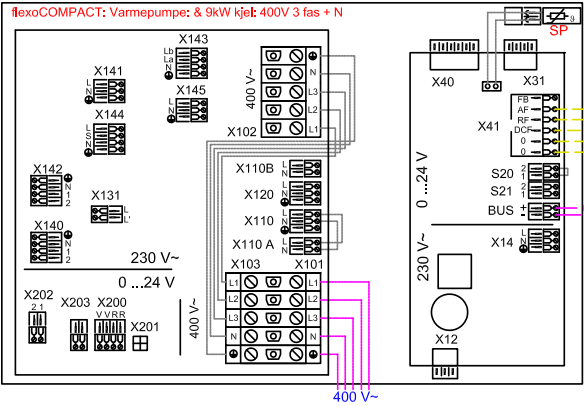 flexoCOMPACT: Varmepumpe: & 9kW kjel: 400V 3 fas + N
SP
X143
Lb
La
N
X141
L
N
X145
L
N
X144
L
S
N
X142
N
1
2
X131
L
L'
X140
N
1
2
230 V~
0 ...24 V
X202
2 1
X203
X200
V V R R
X201
400 V~
400 V~
X102
N
L3
L2
L1
X110B
L
N
X120
L
N
X110
L
N
X110 A
L
N
X103
X101
L1
L1
L2
L2
L3
L3
N
N
400 V~
X40
X31
X41
FB
AF
RF
DCF
0
0
S20
2
1
S21
2
1
BUS
+
-
X14
L
N
0 ...24 V
230 V~
X12